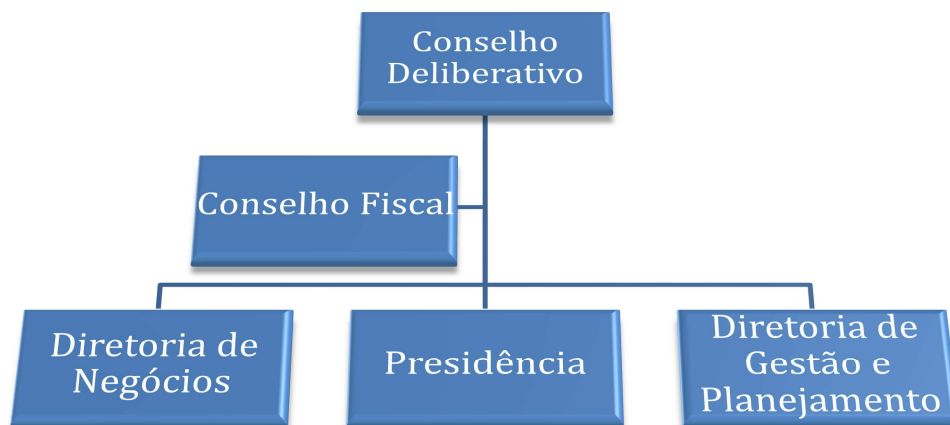 Conselho
Deliberativo
Conselho Fiscal
Diretoria de
Negócios
Presidência
Diretoria de
Gestão e
Planejamento